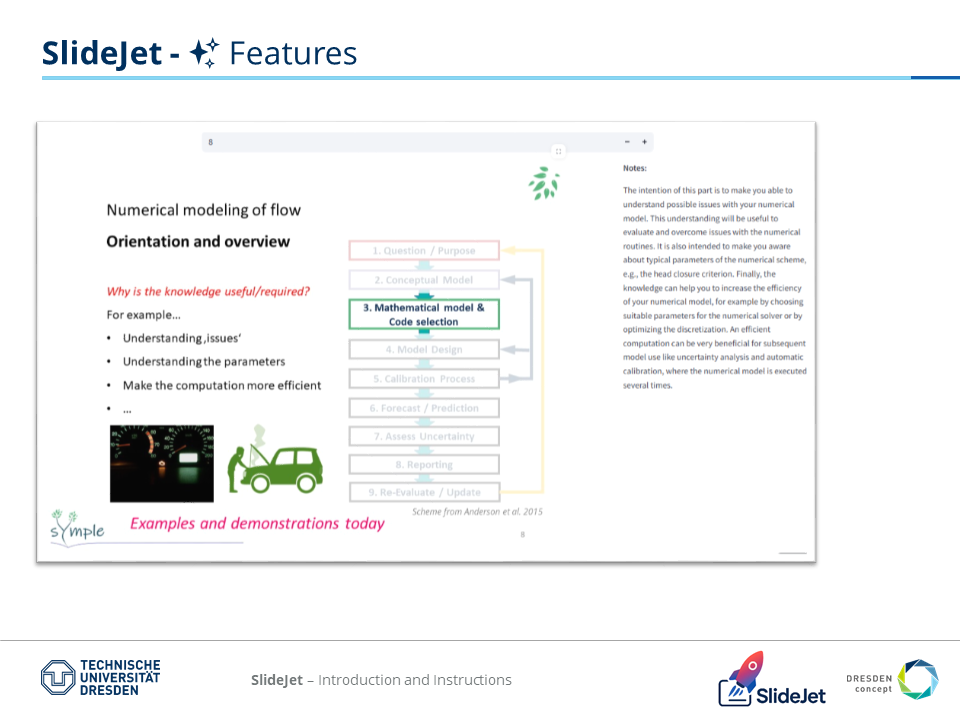 SlideJet - Features
8
− +
Notes:
Numerical modeling of flow
Orientation and overview
Why is the knowledge useful/required?
For example...
• Understanding ‚issues‘
• Understanding the parameters
• Make the computation more efficient
• ...
1. Question / Purpose
2. Conceptual Model
3. Mathematical model &
Code selection
4. Model Design
5. Calibration Process
6. Forecast / Prediction
7. Assess Uncertainty
8. Reporting
9. Re-Evaluate / Update
Scheme from Anderson et al. 2015
Examples and demonstrations today
symple
8
The intention of this part is to make you able to
understand possible issues with your numerical
model. This understanding will be useful to
evaluate and overcome issues with the numerical
routines. It is also intended to make you aware
about typical parameters of the numerical scheme,
e.g., the head closure criterion. Finally, the
knowledge can help you to increase the efficiency
of your numerical model, for example by choosing
suitable parameters for the numerical solver or by
optimizing the discretization. An efficient
computation can be very beneficial for subsequent
model use like uncertainty analysis and automatic
calibration, where the numerical model is executed
several times.
TECHNISCHE
UNIVERSITÄT
DRESDEN
SlideJet – Introduction and Instructions
SlideJet
DRESDEN
concept